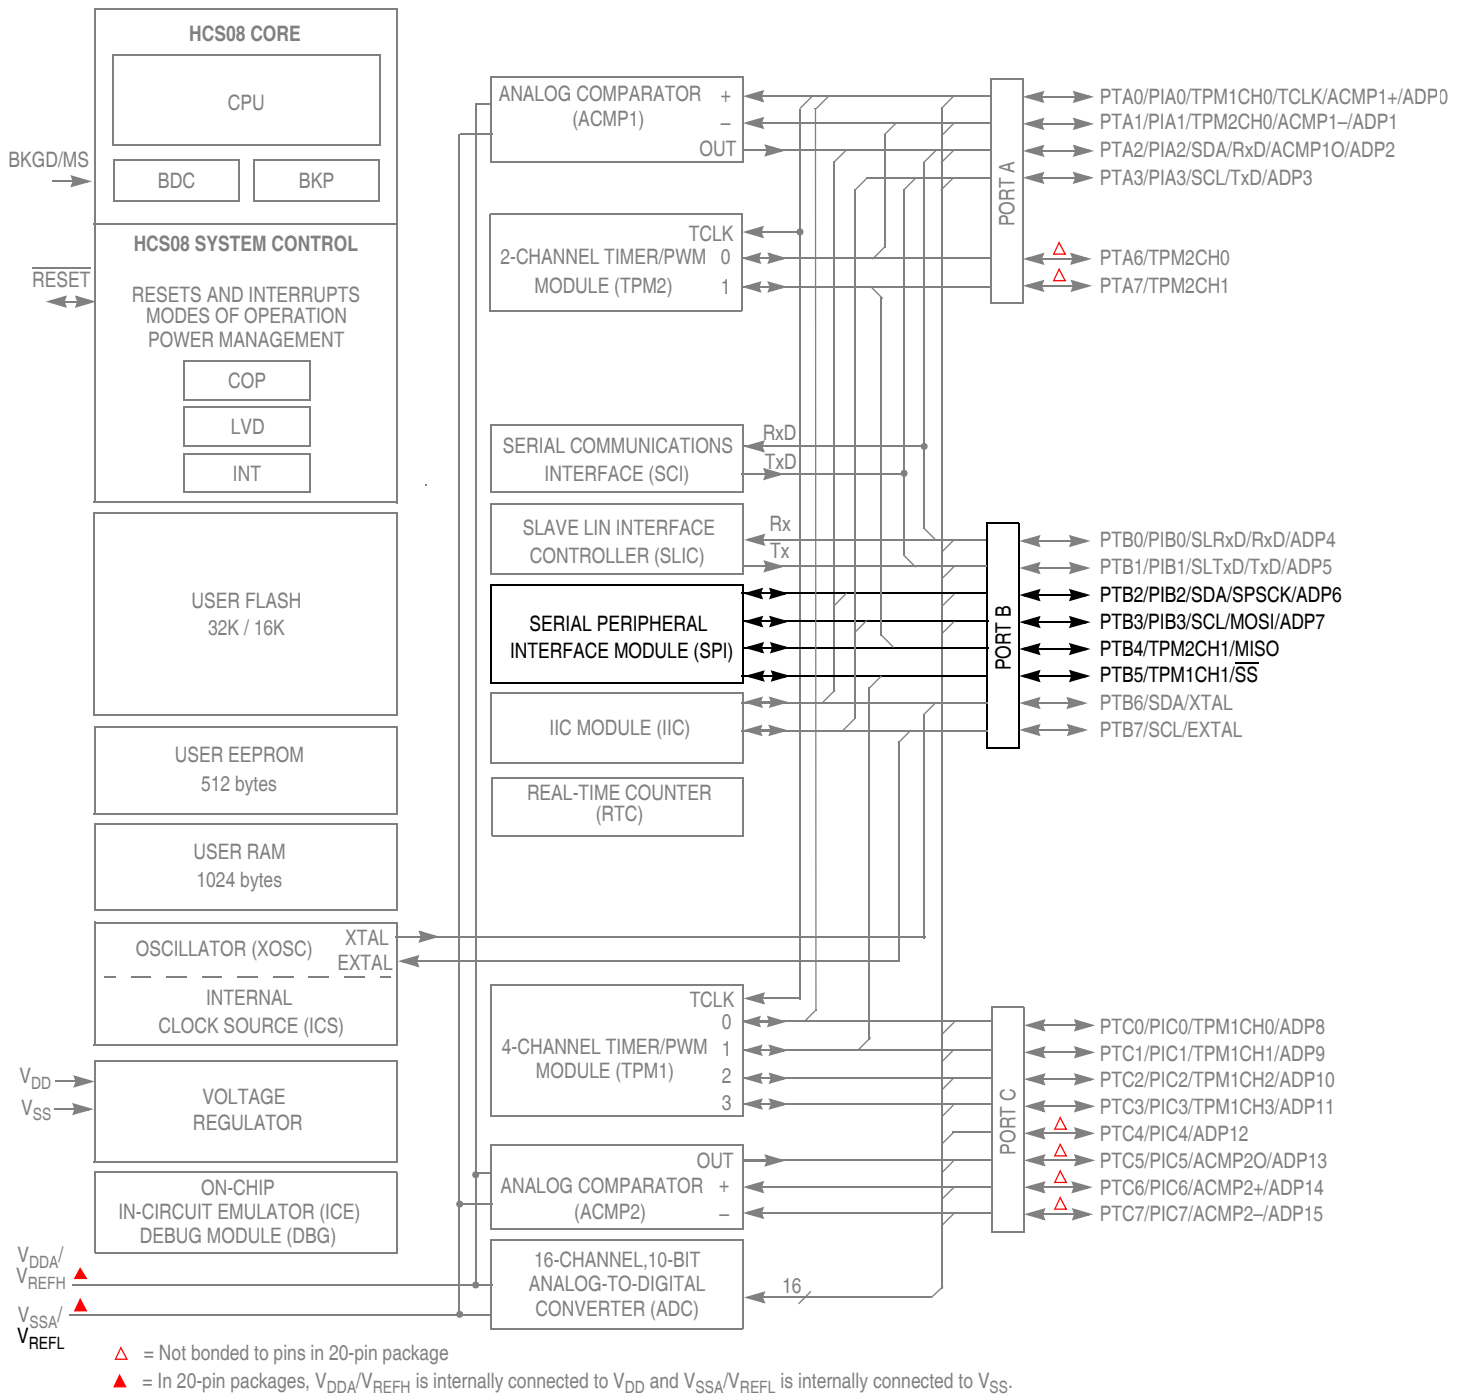 HCS08 CORE
CPU
BKGD/MS
BDC
BKP
HCS08 SYSTEM CONTROL
RESET
RESETS AND INTERRUPTS
MODES OF OPERATION
POWER MANAGEMENT
COP
LVD
INT
USER FLASH
32K / 16K
USER EEPROM
512 bytes
USER RAM
1024 bytes
OSCILLATOR (XOSC)
XTAL
EXTAL
INTERNAL
CLOCK SOURCE (ICS)
VDD
VSS
VOLTAGE
REGULATOR
ON-CHIP
IN-CIRCUIT EMULATOR (ICE)
DEBUG MODULE (DBG)
VDDA/
VREFH
VSSA/
VREFL
ANALOG COMPARATOR
(ACMP1)
+
–
OUT
TCLK
2-CHANNEL TIMER/PWM
MODULE (TPM2)
0
1
SERIAL COMMUNICATIONS
INTERFACE (SCI)
RxD
TxD
SLAVE LIN INTERFACE
CONTROLLER (SLIC)
Rx
Tx
SERIAL PERIPHERAL
INTERFACE MODULE (SPI)
IIC MODULE (IIC)
REAL-TIME COUNTER
(RTC)
TCLK
0
4-CHANNEL TIMER/PWM
MODULE (TPM1)
1
2
3
OUT
ANALOG COMPARATOR
(ACMP2)
+
–
16-CHANNEL,10-BIT
ANALOG-TO-DIGITAL
CONVERTER (ADC)
16
PORT A
PTA0/PIA0/TPM1CH0/TCLK/ACMP1+/ADP0
PTA1/PIA1/TPM2CH0/ACMP1–/ADP1
PTA2/PIA2/SDA/RxD/ACMP1O/ADP2
PTA3/PIA3/SCL/TxD/ADP3
PTA6/TPM2CH0
PTA7/TPM2CH1
PORT B
PTB0/PIB0/SLRxD/RxD/ADP4
PTB1/PIB1/SLTxD/TxD/ADP5
PTB2/PIB2/SDA/SPSCK/ADP6
PTB3/PIB3/SCL/MOSI/ADP7
PTB4/TPM2CH1/MISO
PTB5/TPM1CH1/SS
PTB6/SDA/XTAL
PTB7/SCL/EXTAL
PORT C
PTC0/PIC0/TPM1CH0/ADP8
PTC1/PIC1/TPM1CH1/ADP9
PTC2/PIC2/TPM1CH2/ADP10
PTC3/PIC3/TPM1CH3/ADP11
PTC4/PIC4/ADP12
PTC5/PIC5/ACMP2O/ADP13
PTC6/PIC6/ACMP2+/ADP14
PTC7/PIC7/ACMP2–/ADP15
△ = Not bonded to pins in 20-pin package
▲ = In 20-pin packages, VDDA/VREFH is internally connected to VDD and VSSA/VREFL is internally connected to VSS.